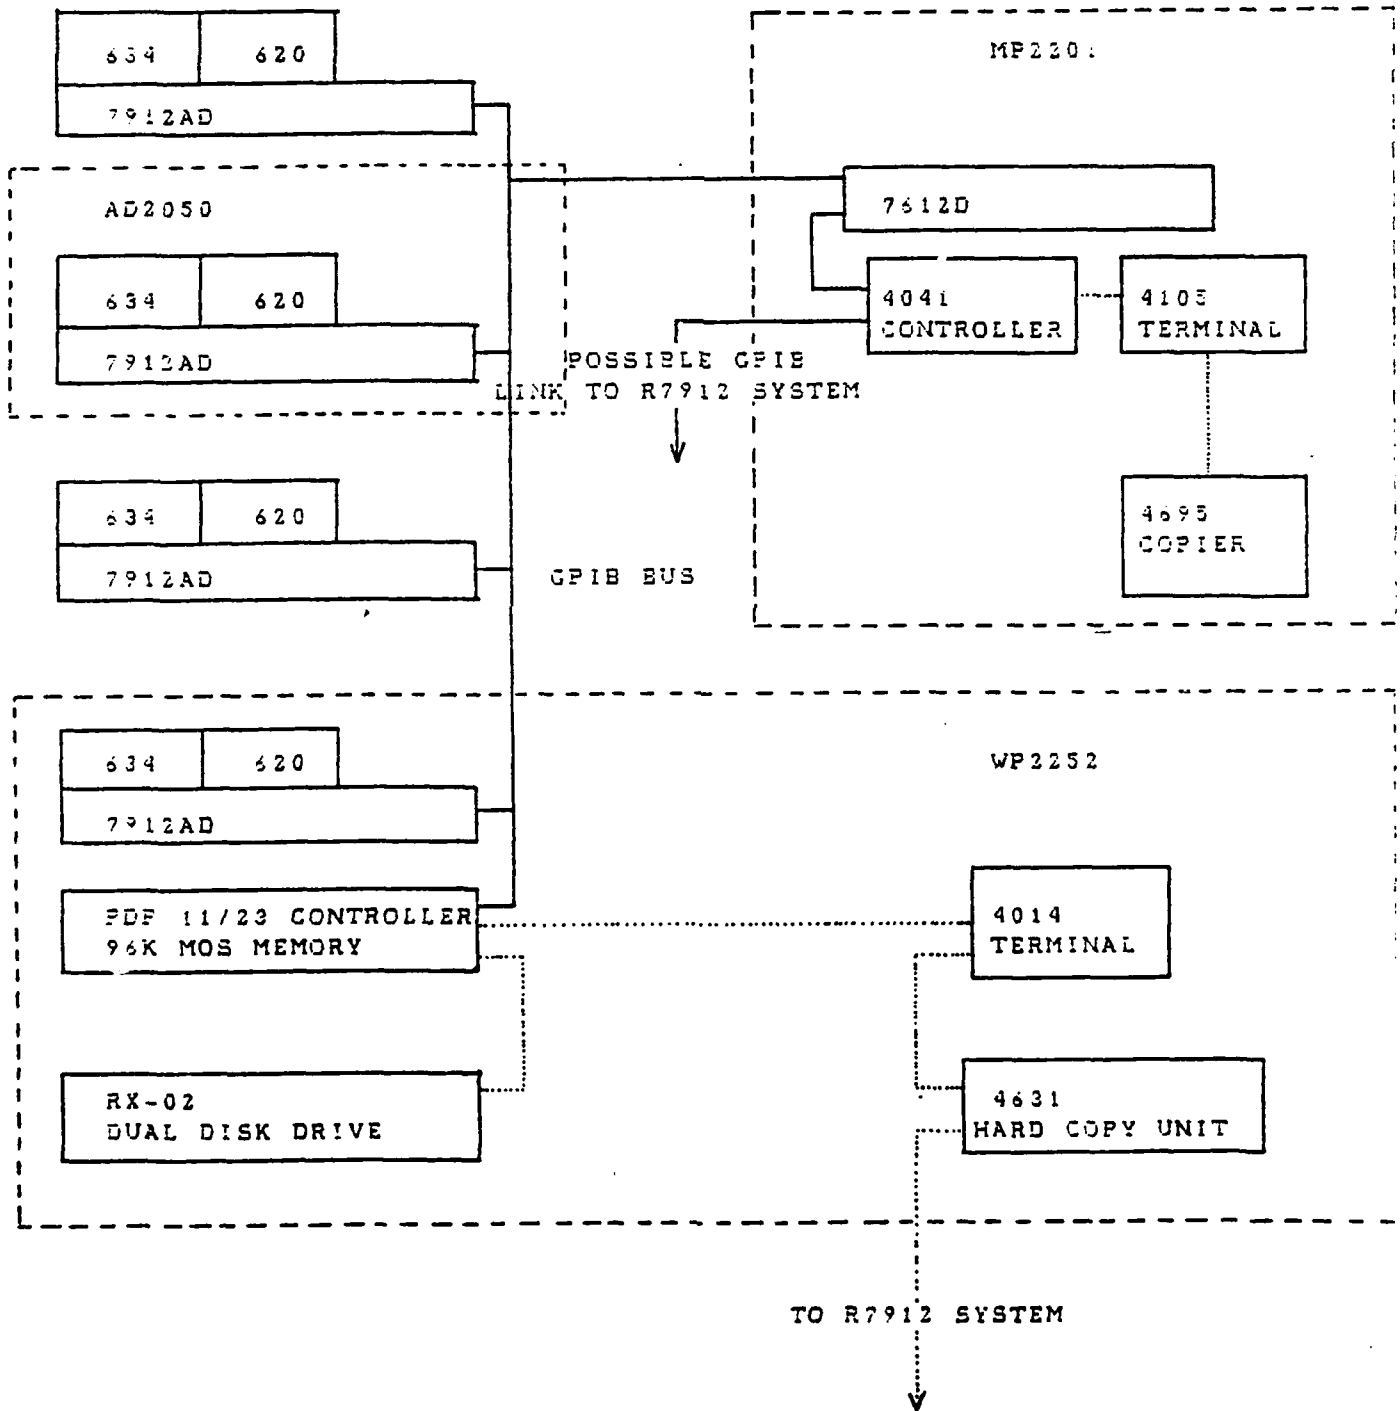 634 620
7912AD
MP2201
AD2050
634 620
7912AD
7612D
4041
CONTROLLER
4105
TERMINAL
POSSIBLE GPIB
LINK TO R7912 SYSTEM
4695
COPIER
634 620
7912AD
GPIB BUS
WP2252
634 620
7912AD
PDP 11/23 CONTROLLER
96K MOS MEMORY
4014
TERMINAL
RX-02
DUAL DISK DRIVE
4631
HARD COPY UNIT
TO R7912 SYSTEM